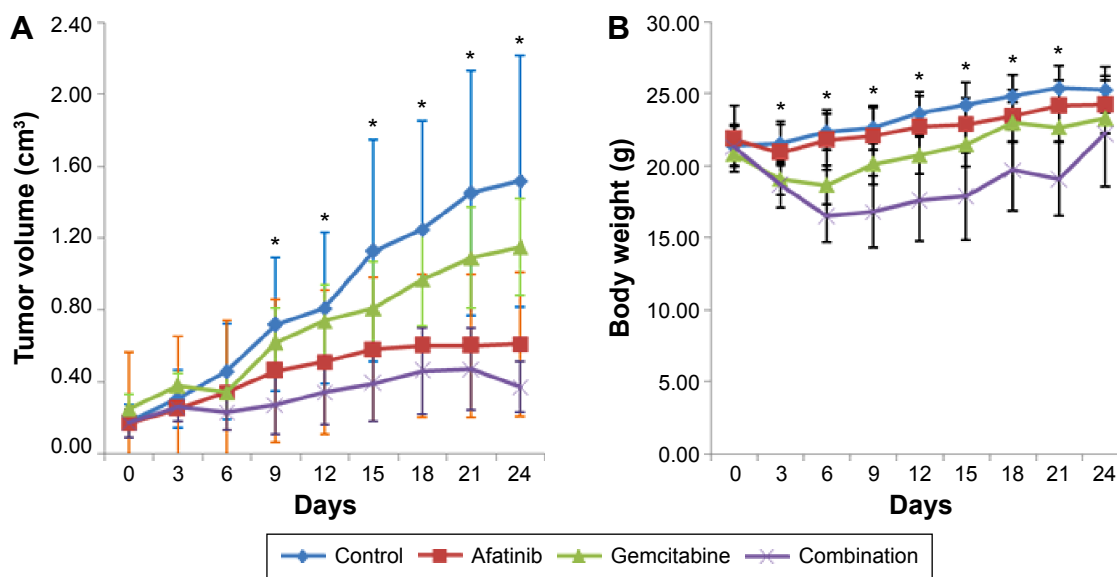 A
Tumor volume (cm³)
2.40
2.00
1.60
1.20
0.80
0.40
0.00
* * * * * *
0 3 6 9 12 15 18 21 24
Days
B
Body weight (g)
30.00
25.00
20.00
15.00
10.00
5.00
0.00
* * * * * * *
0 3 6 9 12 15 18 21 24
Days
Control Afatinib Gemcitabine Combination